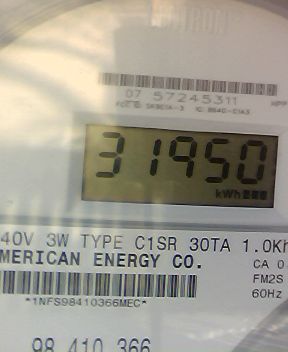 07 57245311
31950
kWh
40V 3W TYPE C1SR 30TA 1.0Kh
MERICAN ENERGY CO.
CA 0.
FM2S
60Hz
*1NFS98410366MEC*
98 410 366